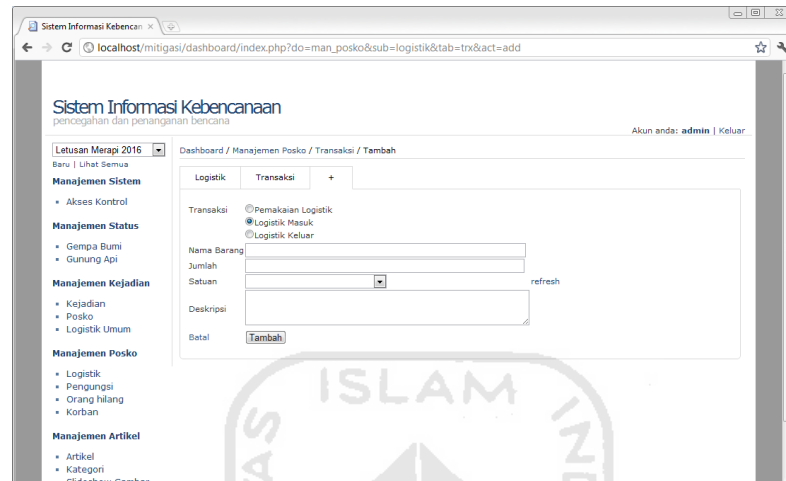 Sistem Informasi Kebencan
localhost/mitigasi/dashboard/index.php?do=man_posko&sub=logistik&tab=trx&act=add
Sistem Informasi Kebencanaan
pencegahan dan penanganan bencana
Akun anda: admin | Keluar
Letusan Merapi 2016
Baru | Lihat Semua
Manajemen Sistem
Akses Kontrol
Manajemen Status
Gempa Bumi
Gunung Api
Manajemen Kejadian
Kejadian
Posko
Logistik Umum
Manajemen Posko
Logistik
Pengungsi
Orang hilang
Korban
Manajemen Artikel
Artikel
Kategori
Slideshow Gambar
Dashboard / Manajemen Posko / Transaksi / Tambah
Logistik Transaksi +
Transaksi Pemakaian Logistik
Logistik Masuk
Logistik Keluar
Nama Barang
Jumlah
Satuan refresh
Deskripsi
Batal Tambah
ISLAM